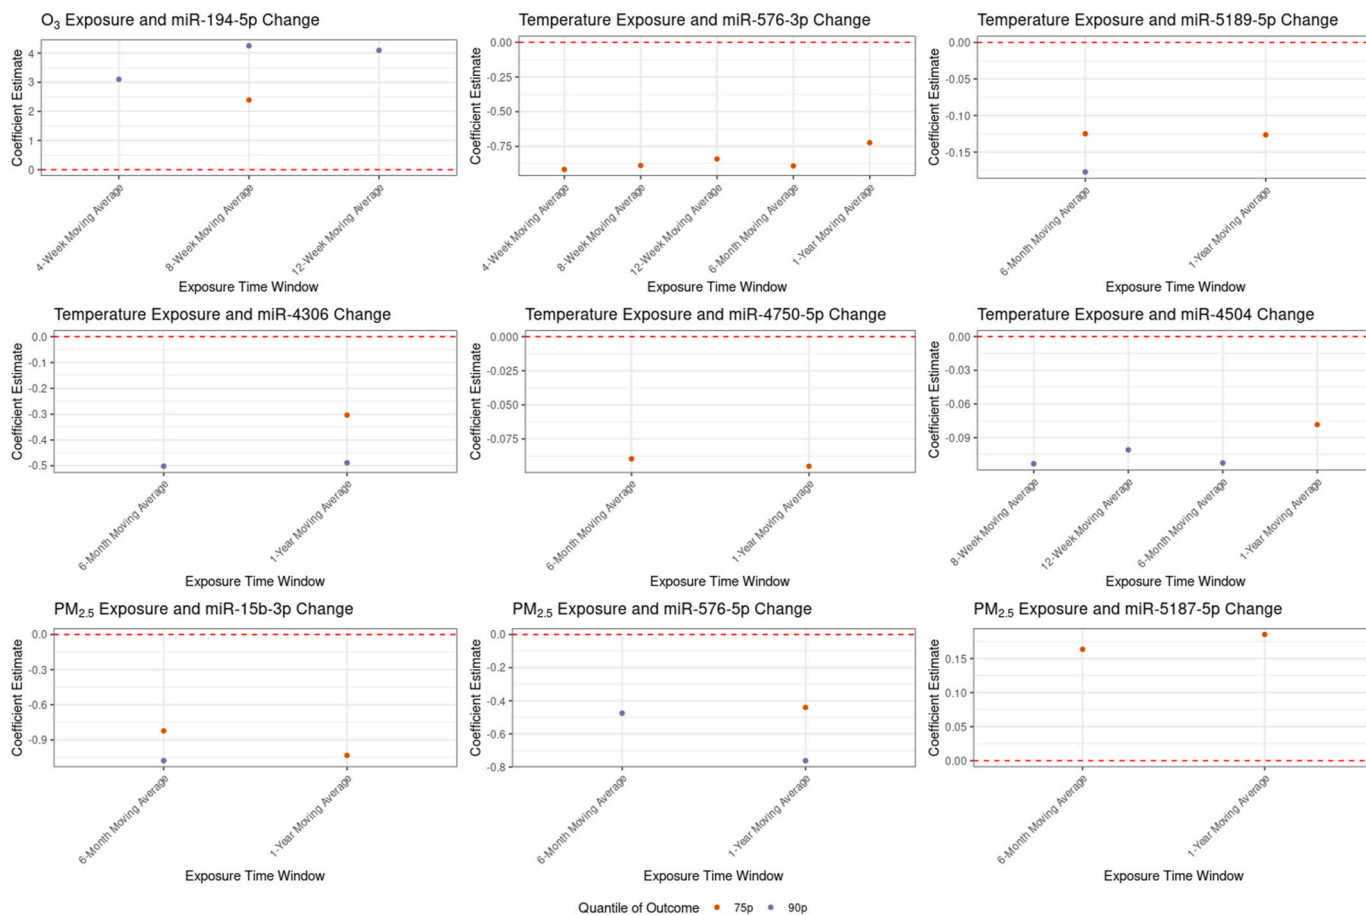 O₃ Exposure and miR-194-5p Change
Coefficient Estimate
4
3
2
1
0
4-Week Moving Average
8-Week Moving Average
12-Week Moving Average
Exposure Time Window
Temperature Exposure and miR-576-3p Change
Coefficient Estimate
0.00
-0.25
-0.50
-0.75
4-Week Moving Average
8-Week Moving Average
12-Week Moving Average
6-Month Moving Average
1-Year Moving Average
Exposure Time Window
Temperature Exposure and miR-5189-5p Change
Coefficient Estimate
0.00
-0.05
-0.10
-0.15
6-Month Moving Average
1-Year Moving Average
Exposure Time Window
Temperature Exposure and miR-4306 Change
Coefficient Estimate
0.0
-0.1
-0.2
-0.3
-0.4
-0.5
6-Month Moving Average
1-Year Moving Average
Exposure Time Window
Temperature Exposure and miR-4750-5p Change
Coefficient Estimate
0.000
-0.025
-0.050
-0.075
6-Month Moving Average
1-Year Moving Average
Exposure Time Window
Temperature Exposure and miR-4504 Change
Coefficient Estimate
0.00
-0.03
-0.06
-0.09
8-Week Moving Average
12-Week Moving Average
6-Month Moving Average
1-Year Moving Average
Exposure Time Window
PM₂.₅ Exposure and miR-15b-3p Change
Coefficient Estimate
0.0
-0.3
-0.6
-0.9
6-Month Moving Average
1-Year Moving Average
Exposure Time Window
PM₂.₅ Exposure and miR-576-5p Change
Coefficient Estimate
0.0
-0.2
-0.4
-0.6
-0.8
6-Month Moving Average
1-Year Moving Average
Exposure Time Window
PM₂.₅ Exposure and miR-5187-5p Change
Coefficient Estimate
0.15
0.10
0.05
0.00
6-Month Moving Average
1-Year Moving Average
Exposure Time Window
Quantile of Outcome 75p 90p